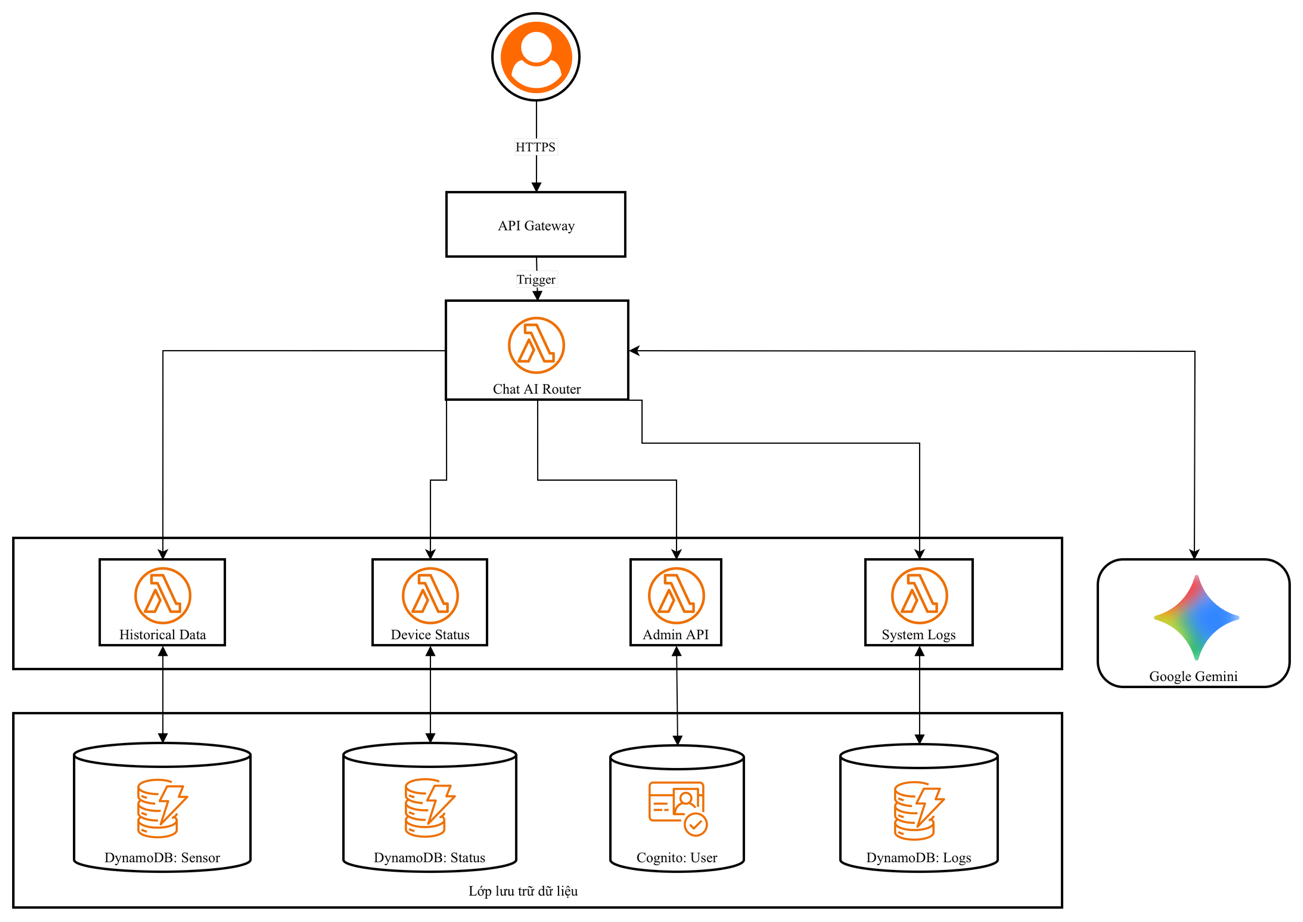 HTTPS
API Gateway
Trigger
Chat AI Router
Historical Data
Device Status
Admin API
System Logs
Google Gemini
DynamoDB: Sensor
DynamoDB: Status
Cognito: User
DynamoDB: Logs
Lớp lưu trữ dữ liệu